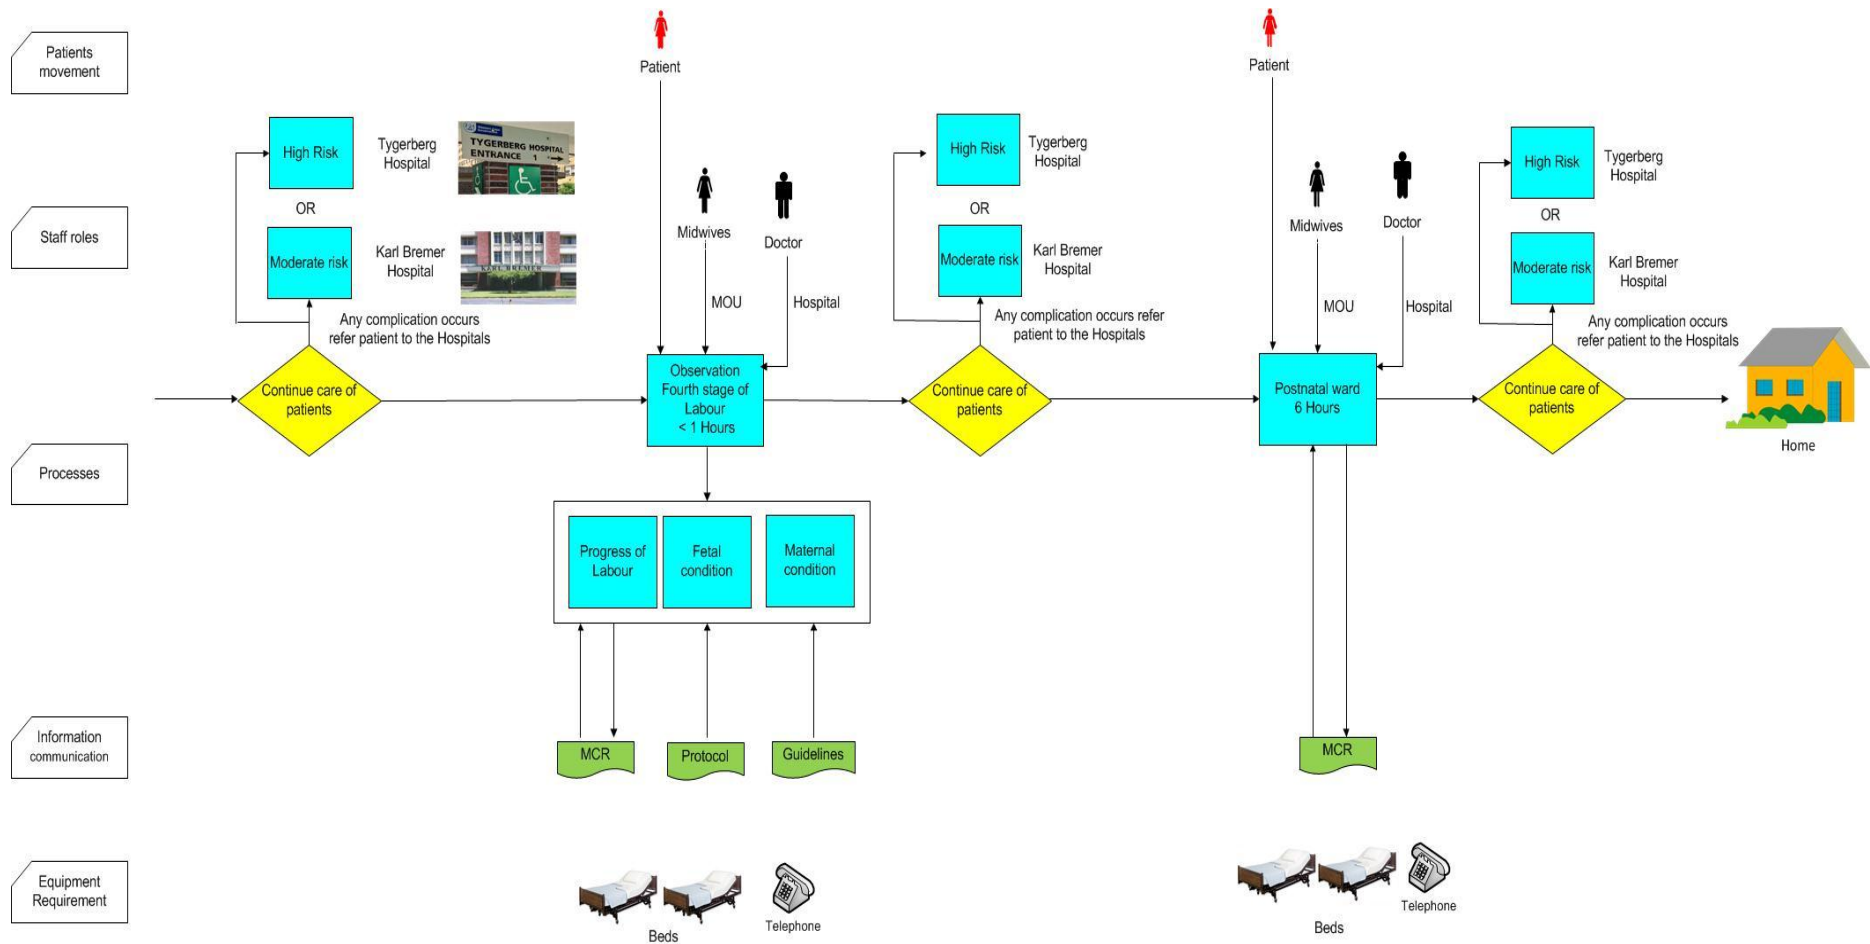 Patients
movement
Patient
Patient
High Risk
Tygerberg
Hospital
TYGERBERG HOSPITAL
ENTRANCE 1
OR
Moderate risk
Karl Bremer
Hospital
KARL BREMER
Any complication occurs
refer patient to the Hospitals
Staff roles
Midwives
Doctor
MOU
Hospital
High Risk
Tygerberg
Hospital
OR
Moderate risk
Karl Bremer
Hospital
Any complication occurs refer
patient to the Hospitals
Midwives
Doctor
MOU
Hospital
High Risk
Tygerberg
Hospital
OR
Moderate risk
Karl Bremer
Hospital
Any complication occurs
refer patient to the Hospitals
Continue care of
patients
Observation
Fourth stage of
Labour
< 1 Hours
Continue care of
patients
Postnatal ward
6 Hours
Continue care of
patients
Home
Processes
Progress of
Labour
Fetal
condition
Maternal
condition
Information
communication
MCR
Protocol
Guidelines
MCR
Equipment
Requirement
Beds
Telephone
Beds
Telephone